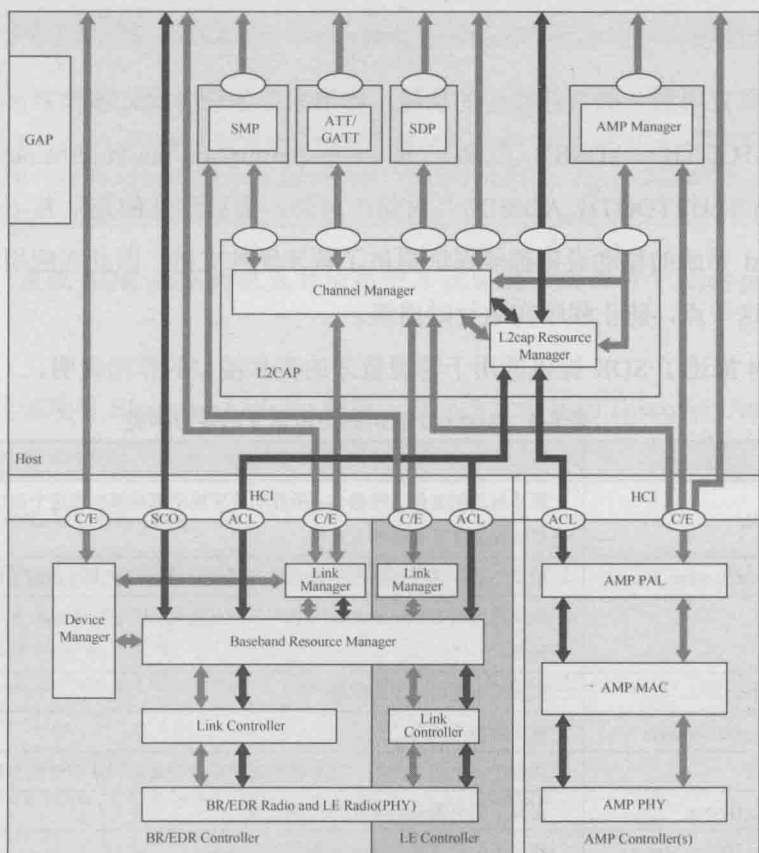 GAP
SMP
ATT/
GATT
SDP
AMP Manager
Channel Manager
L2cap Resource
Manager
L2CAP
Host
HCI
HCI
C/E
SCO
ACL
C/E
C/E
ACL
ACL
C/E
Link
Manager
Link
Manager
AMP PAL
Device
Manager
Baseband Resource Manager
AMP MAC
Link Controller
Link
Controller
BR/EDR Radio and LE Radio(PHY)
AMP PHY
BR/EDR Controller
LE Controller
AMP Controller(s)